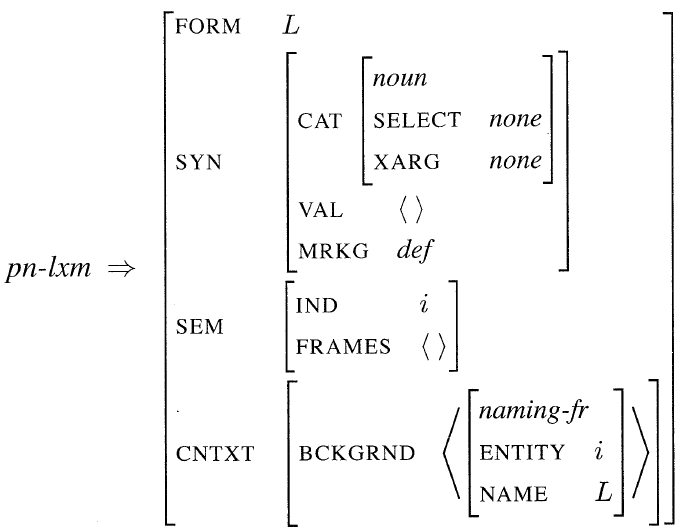 FORM L
noun
CAT SELECT none
SYN XARG none
VAL ⟨ ⟩
MRKG def
pn-lxm ⇒
IND i
SEM
FRAMES ⟨ ⟩
naming-fr
CNTXT BCKGRND ENTITY i
NAME L